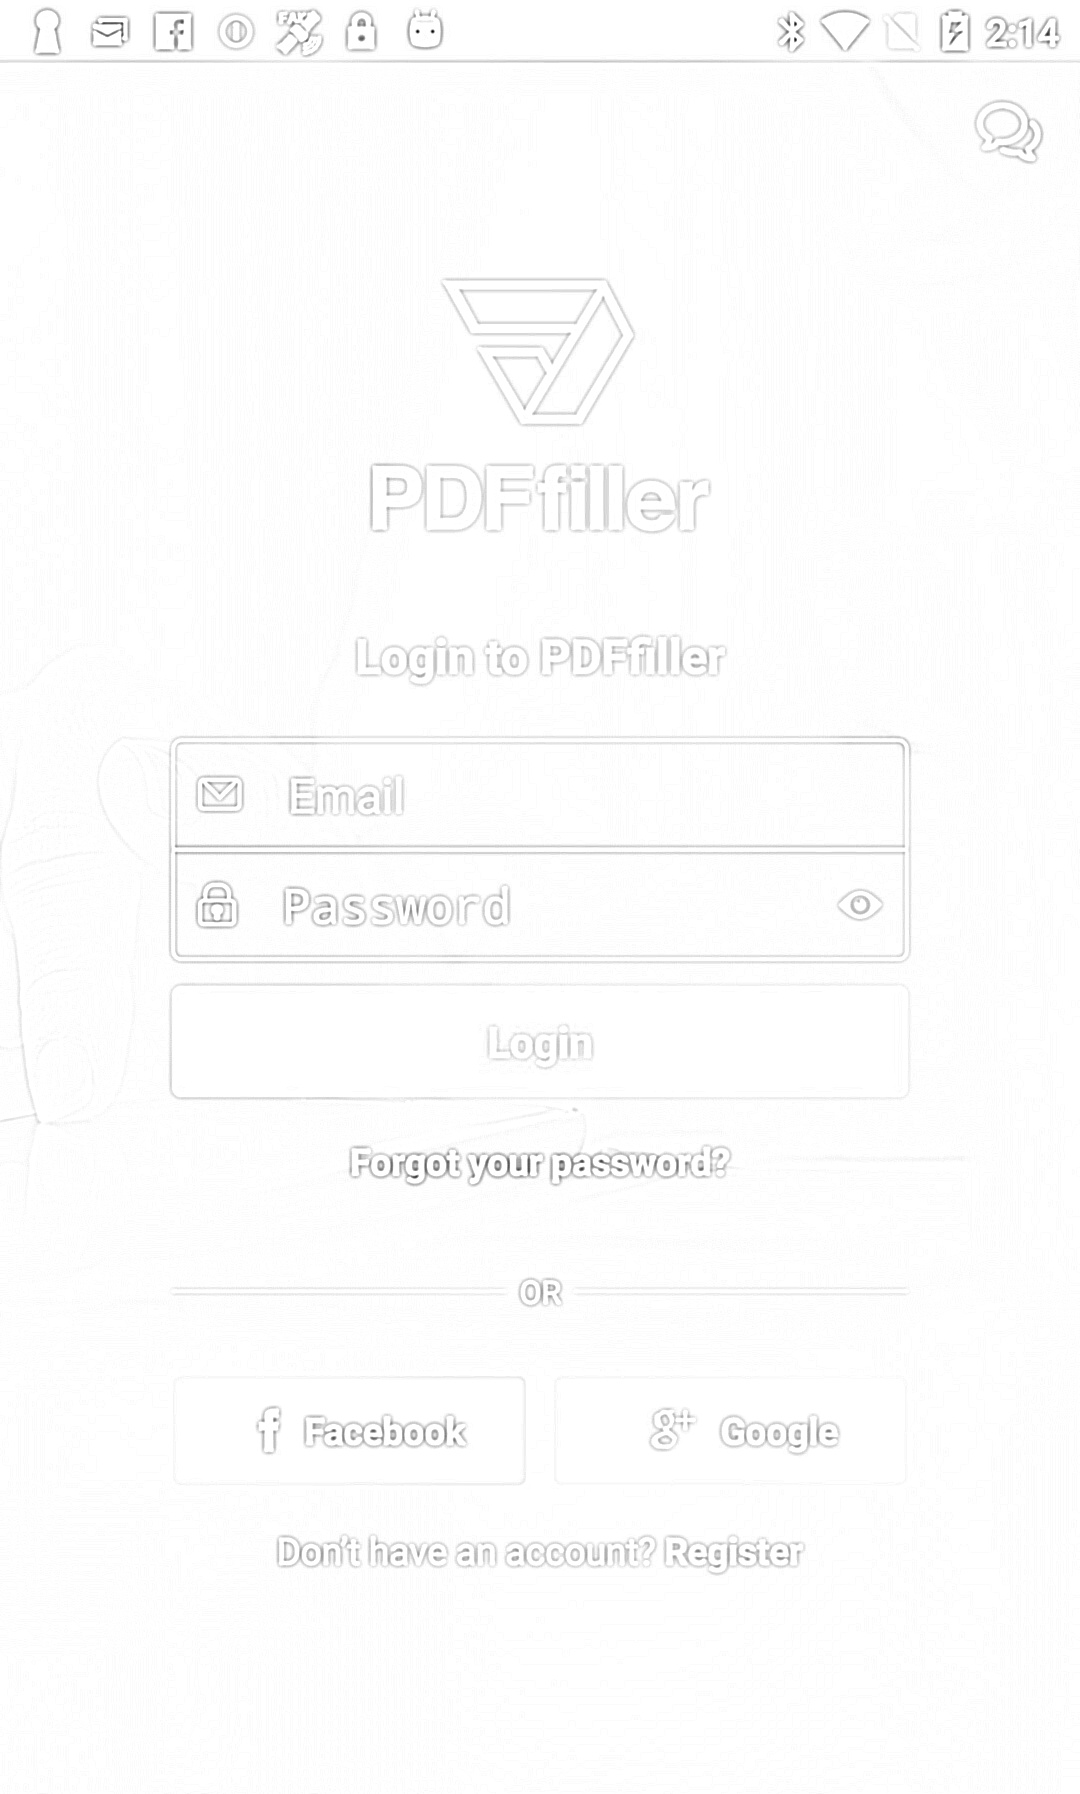 2:14
PDFfiller
Login to PDFfiller
Email
Password
Login
Forgot your password?
OR
f Facebook
g+ Google
Don't have an account? Register